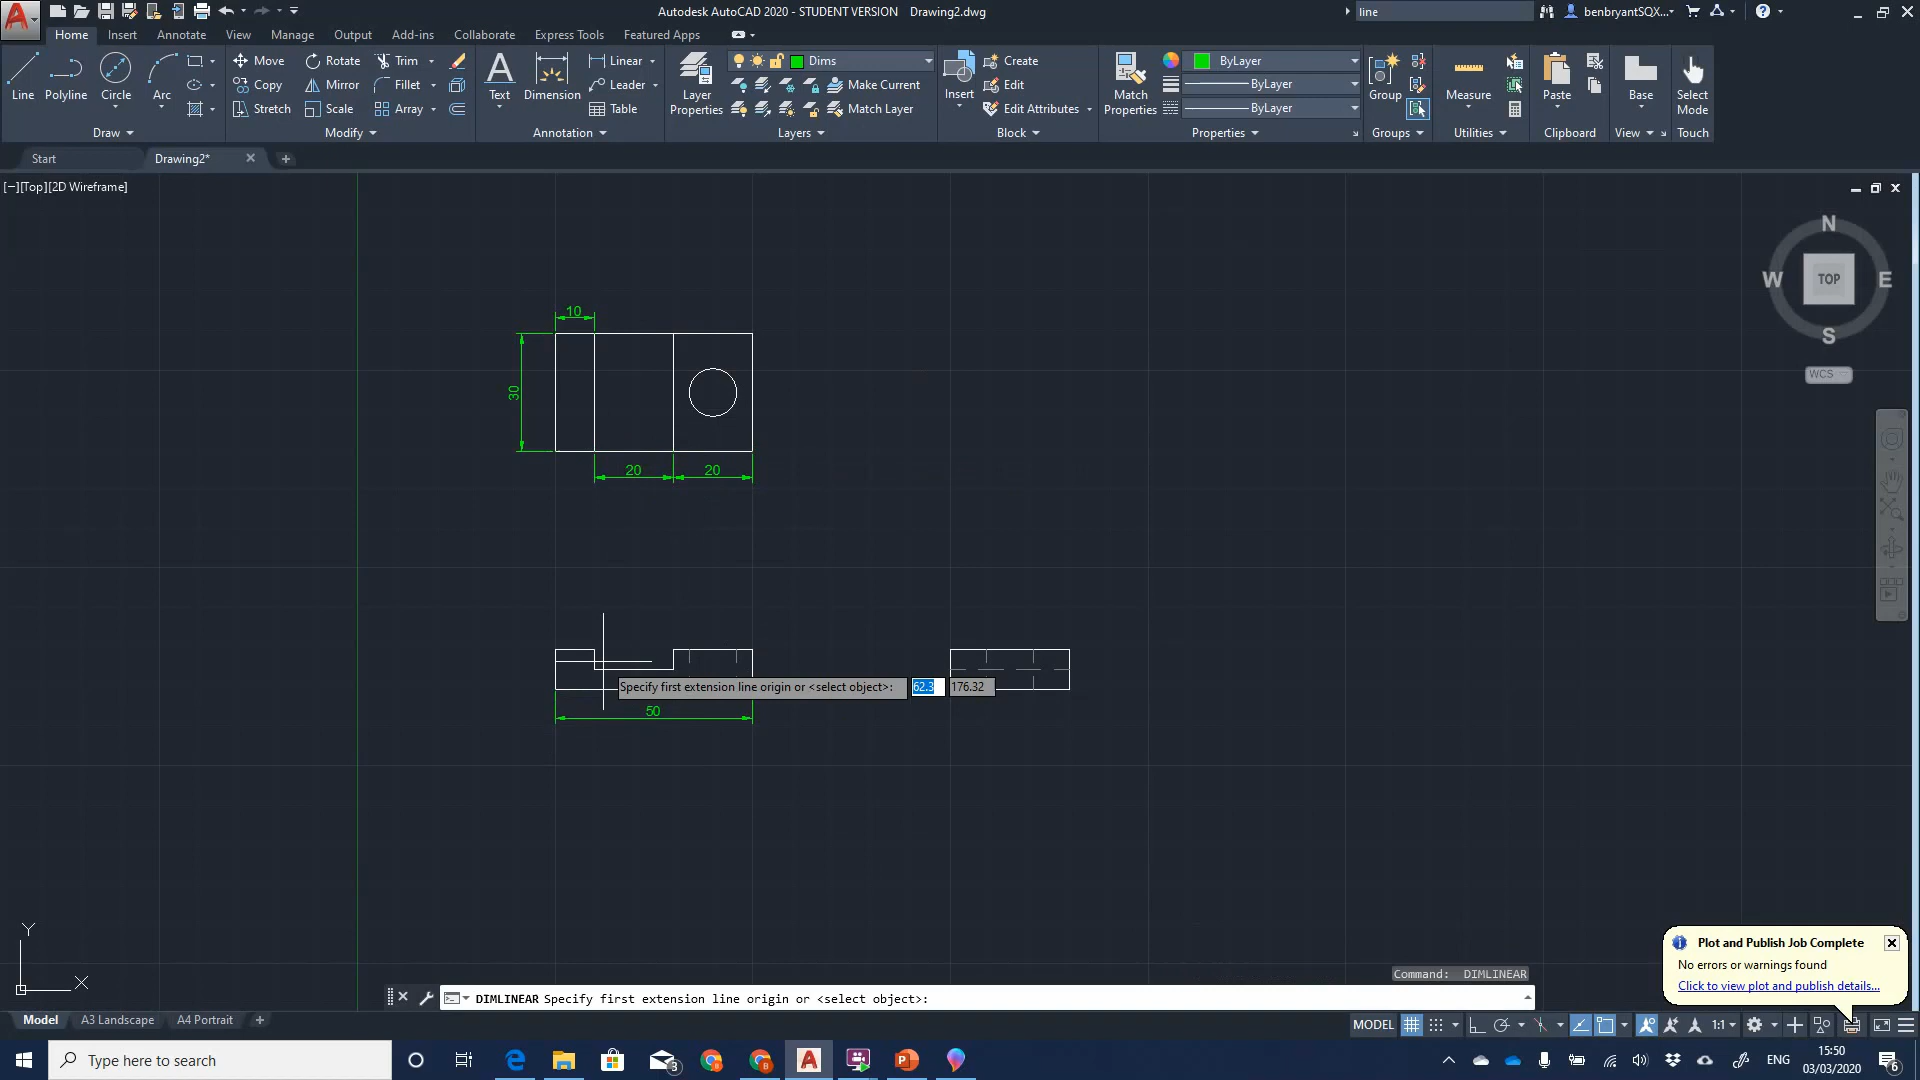 Autodesk AutoCAD 2020 - STUDENT VERSION Drawing2.dwg
line
benbryantSQX...
Home Insert Annotate View Manage Output Add-ins Collaborate Express Tools Featured Apps
Line Polyline Circle Arc
Draw
Move Rotate Trim
Copy Mirror Fillet
Stretch Scale Array
Modify
Text Dimension
Linear
Leader
Table
Annotation
Layer Properties
Dims
Make Current
Match Layer
Layers
Insert
Create
Edit
Edit Attributes
Block
Match Properties
ByLayer
ByLayer
ByLayer
Properties
Group
Groups
Measure
Utilities
Paste
Clipboard
Base
View
Select Mode
Touch
Start Drawing2*
[−][Top][2D Wireframe]
N
W TOP E
S
WCS
10
30
20 20
Specify first extension line origin or <select object>: 62.3 176.32
50
Y
X
Plot and Publish Job Complete
No errors or warnings found
Click to view plot and publish details...
Command: DIMLINEAR
DIMLINEAR Specify first extension line origin or <select object>:
Model A3 Landscape A4 Portrait
MODEL 1:1
Type here to search
3
ENG
15:50
03/03/2020
6